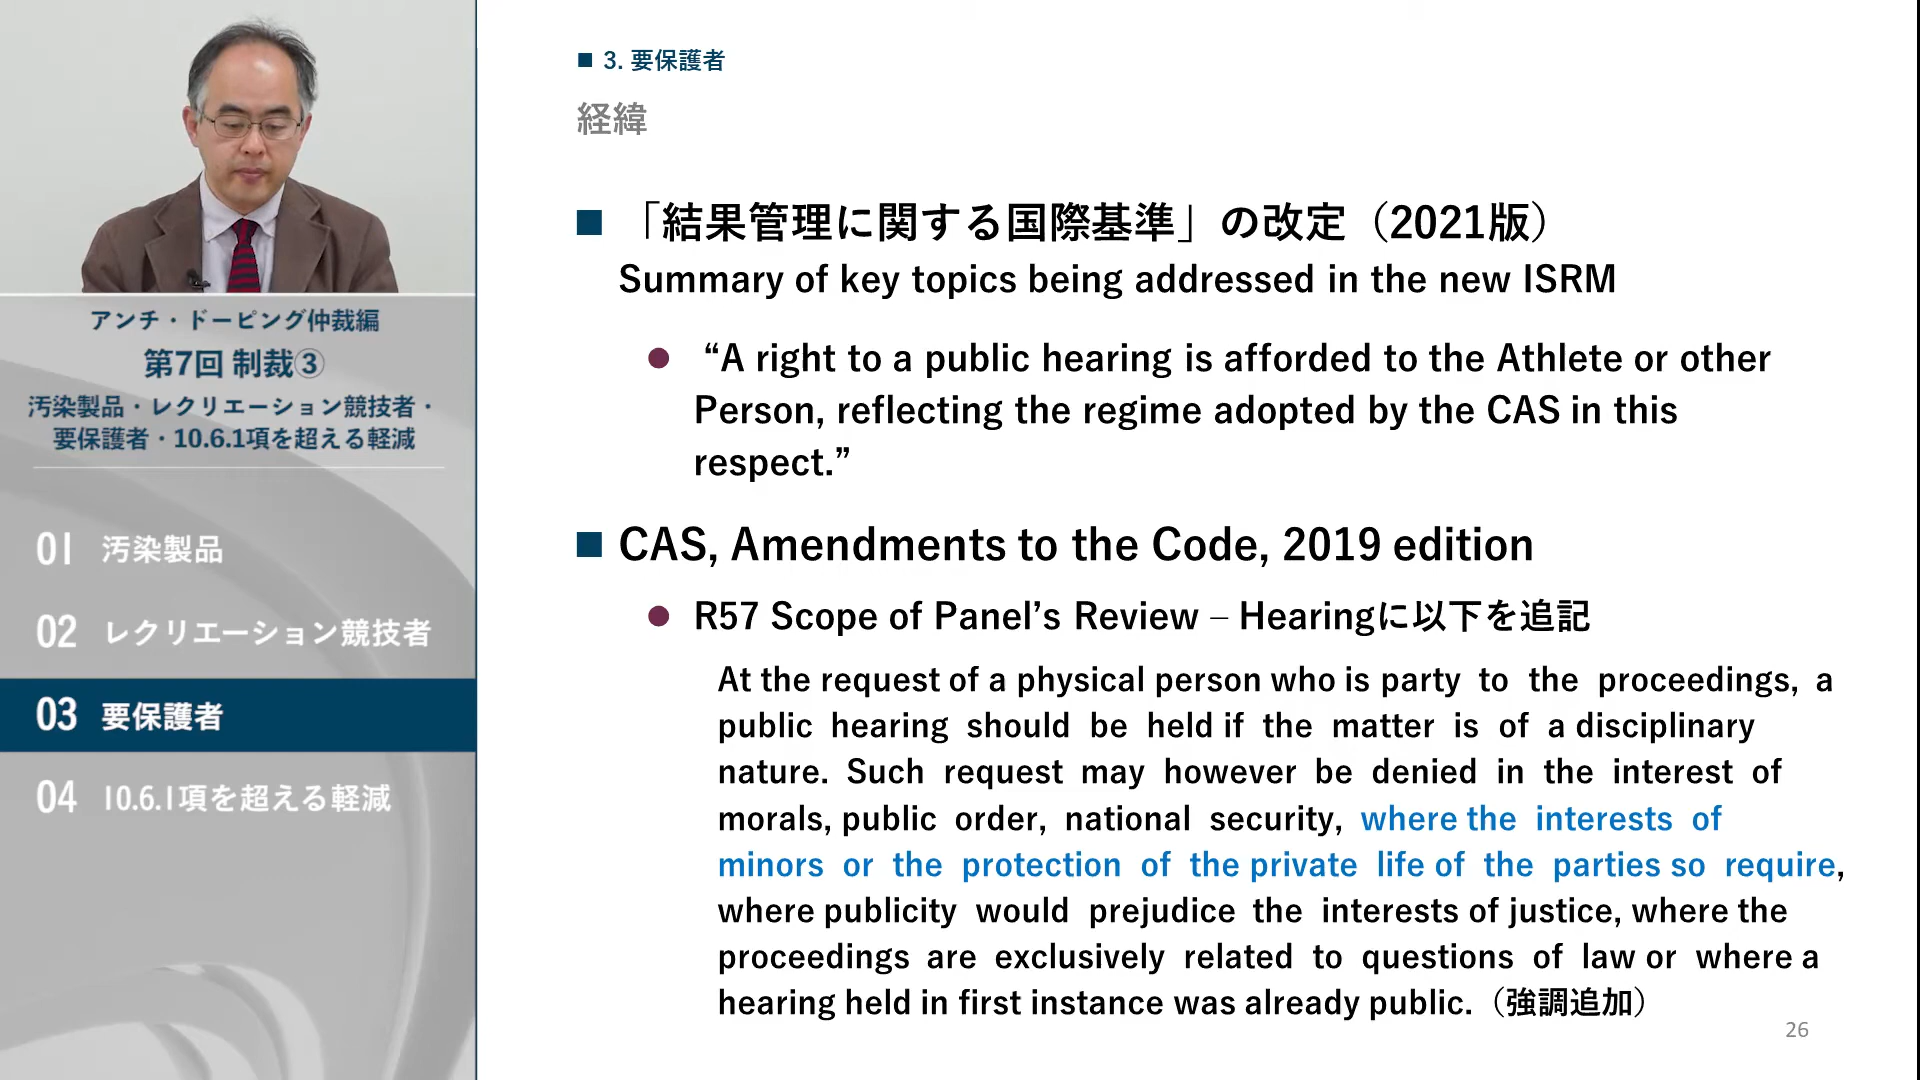 アンチ・ドーピング仲裁編
第7回 制裁③
汚染製品・レクリエーション競技者・
要保護者・10.6.1項を超える軽減
01 汚染製品
02 レクリエーション競技者
03 要保護者
04 10.6.1項を超える軽減
■ 3. 要保護者
経緯
■ 「結果管理に関する国際基準」の改定（2021版）
Summary of key topics being addressed in the new ISRM
● “A right to a public hearing is afforded to the Athlete or other
Person, reflecting the regime adopted by the CAS in this
respect.”
■ CAS, Amendments to the Code, 2019 edition
● R57 Scope of Panel’s Review – Hearingに以下を追記
At the request of a physical person who is party to the proceedings, a
public hearing should be held if the matter is of a disciplinary
nature. Such request may however be denied in the interest of
morals, public order, national security, where the interests of
minors or the protection of the private life of the parties so require,
where publicity would prejudice the interests of justice, where the
proceedings are exclusively related to questions of law or where a
hearing held in first instance was already public.（強調追加）
26